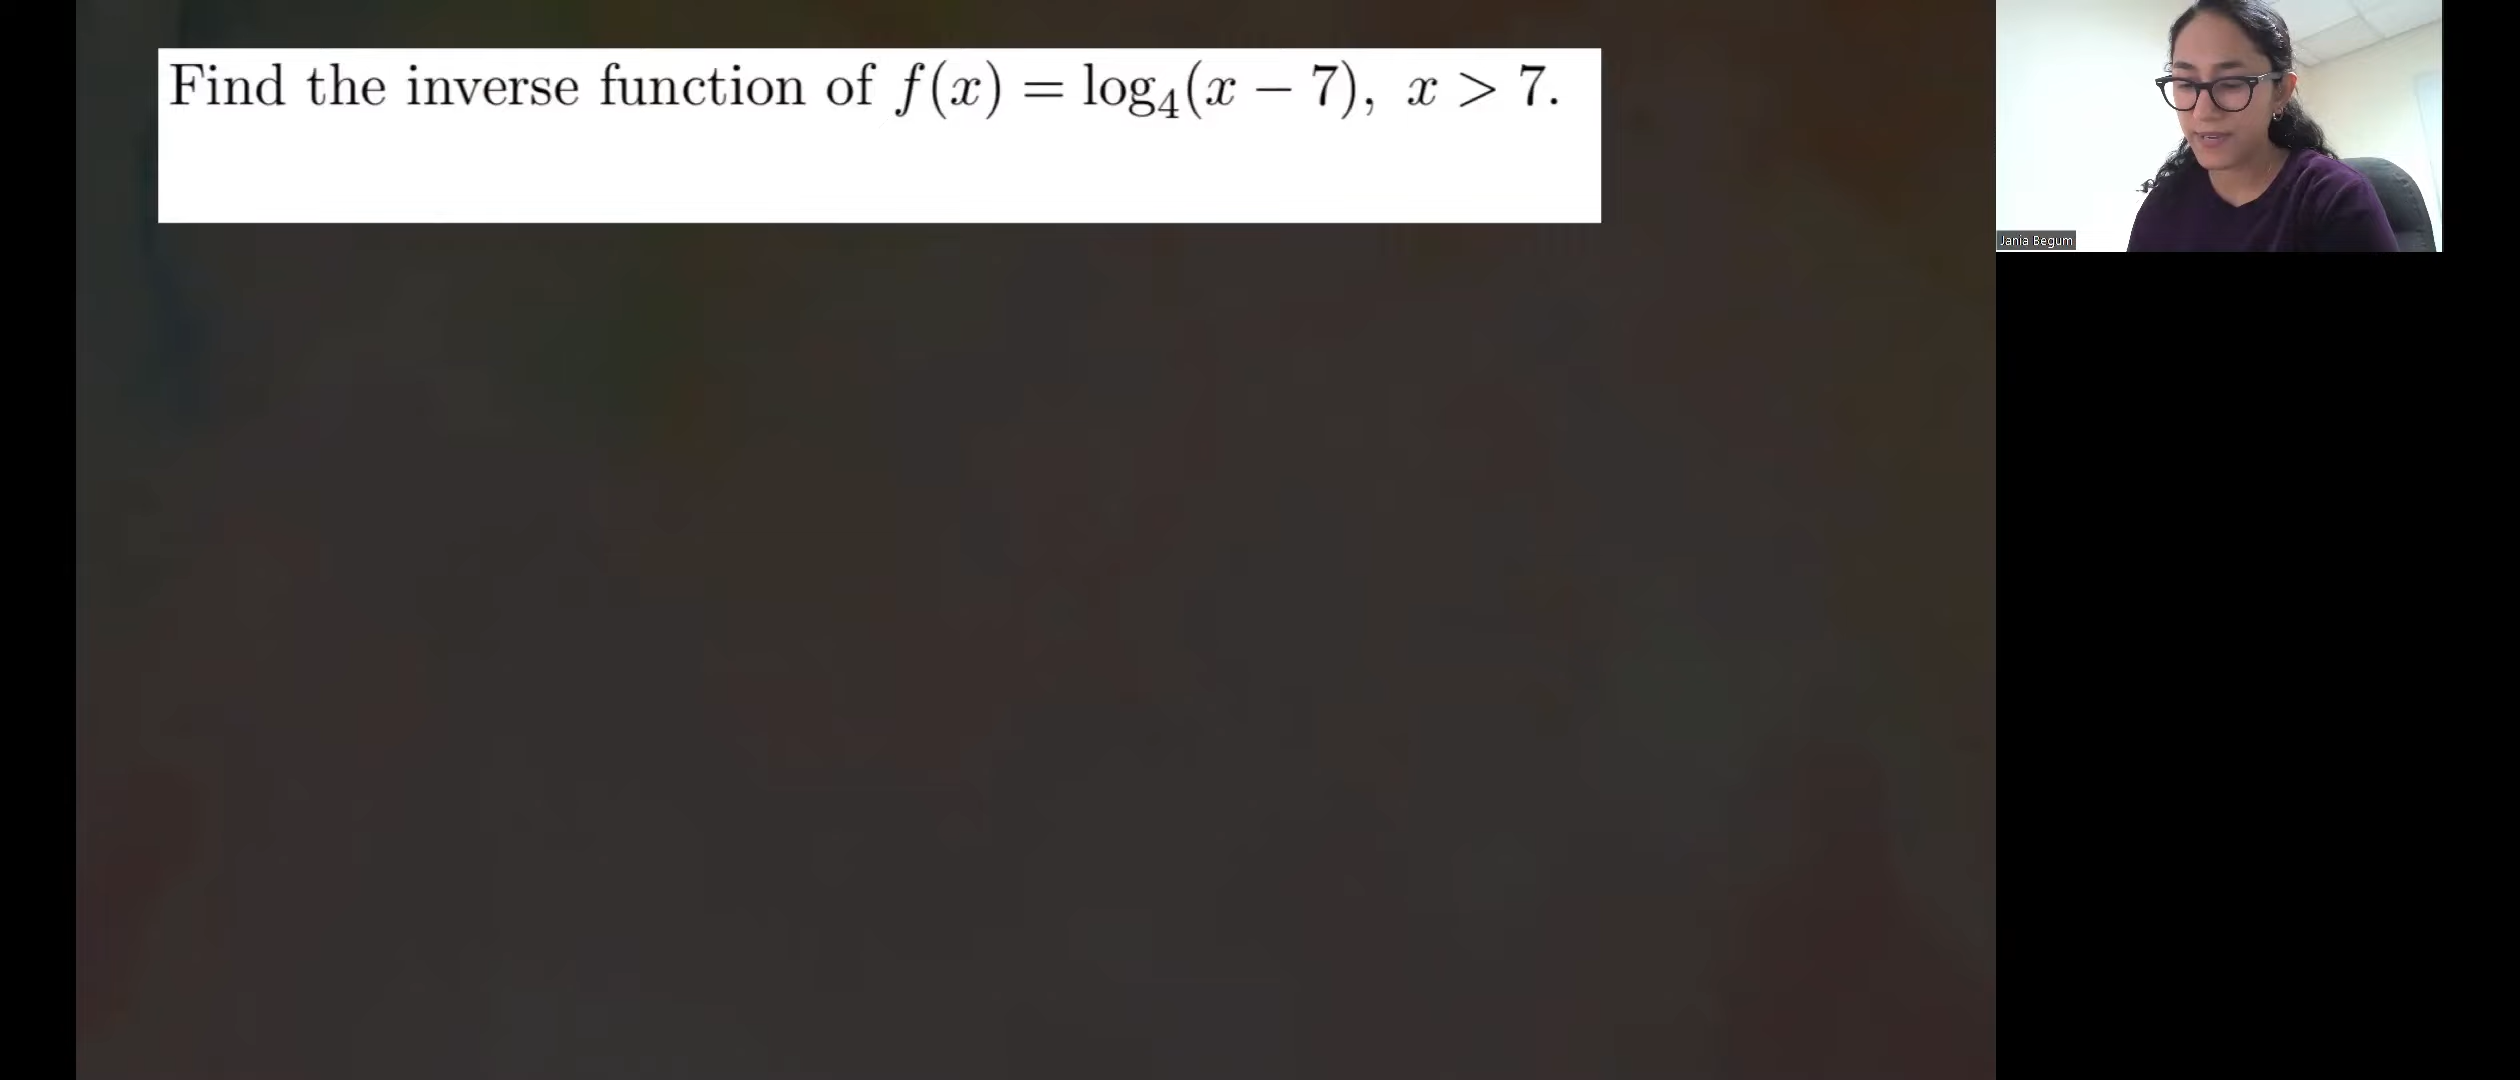 Find the inverse function of f(x) = log₄(x − 7), x > 7.
Jania Begum